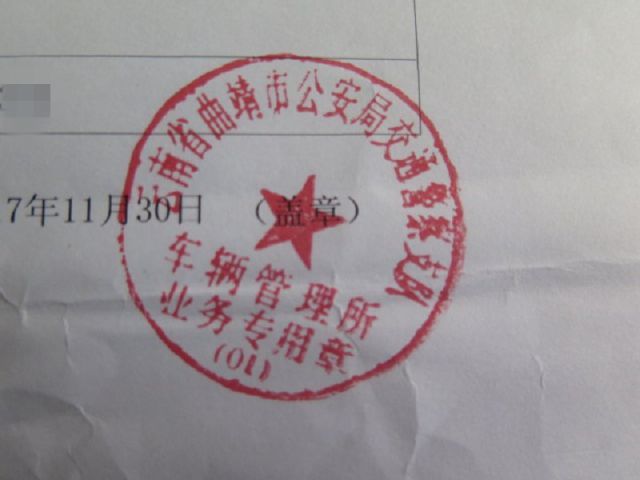 17年11月30日 （盖章）
云南省曲靖市公安局交通警察支队
车辆管理所
业务专用章
(01)